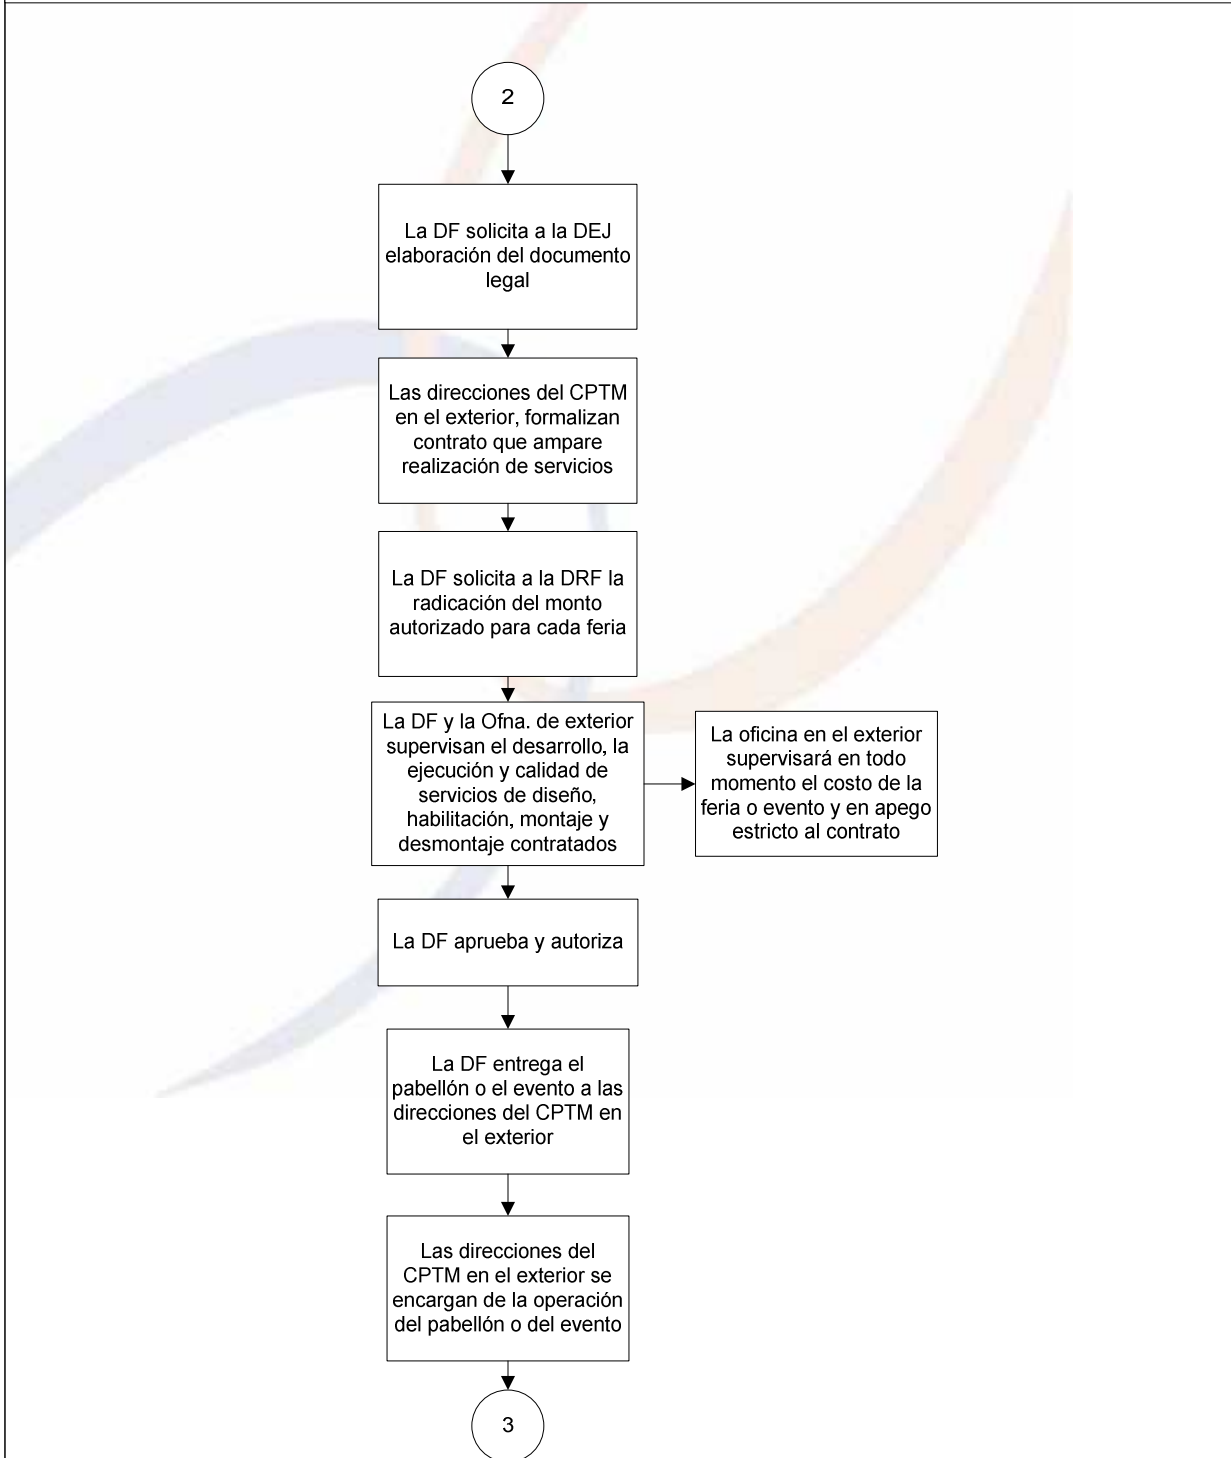 2
La DF solicita a la DEJ
elaboración del documento
legal
Las direcciones del CPTM
en el exterior, formalizan
contrato que ampare
realización de servicios
La DF solicita a la DRF la
radicación del monto
autorizado para cada feria
La DF y la Ofna. de exterior
supervisan el desarrollo, la
ejecución y calidad de
servicios de diseño,
habilitación, montaje y
desmontaje contratados
La oficina en el exterior
supervisará en todo
momento el costo de la
feria o evento y en apego
estricto al contrato
La DF aprueba y autoriza
La DF entrega el
pabellón o el evento a las
direcciones del CPTM en
el exterior
Las direcciones del
CPTM en el exterior se
encargan de la operación
del pabellón o del evento
3